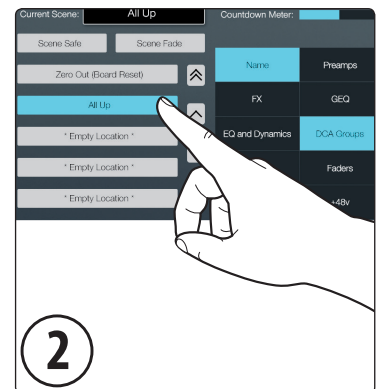 Current Scene: All Up Countdown Meter:
Scene Safe Scene Fade
Zero Out (Board Reset)
All Up
* Empty Location *
* Empty Location *
* Empty Location *
Name Preamps
FX GEQ
EQ and Dynamics DCA Groups
Faders
+48v
2